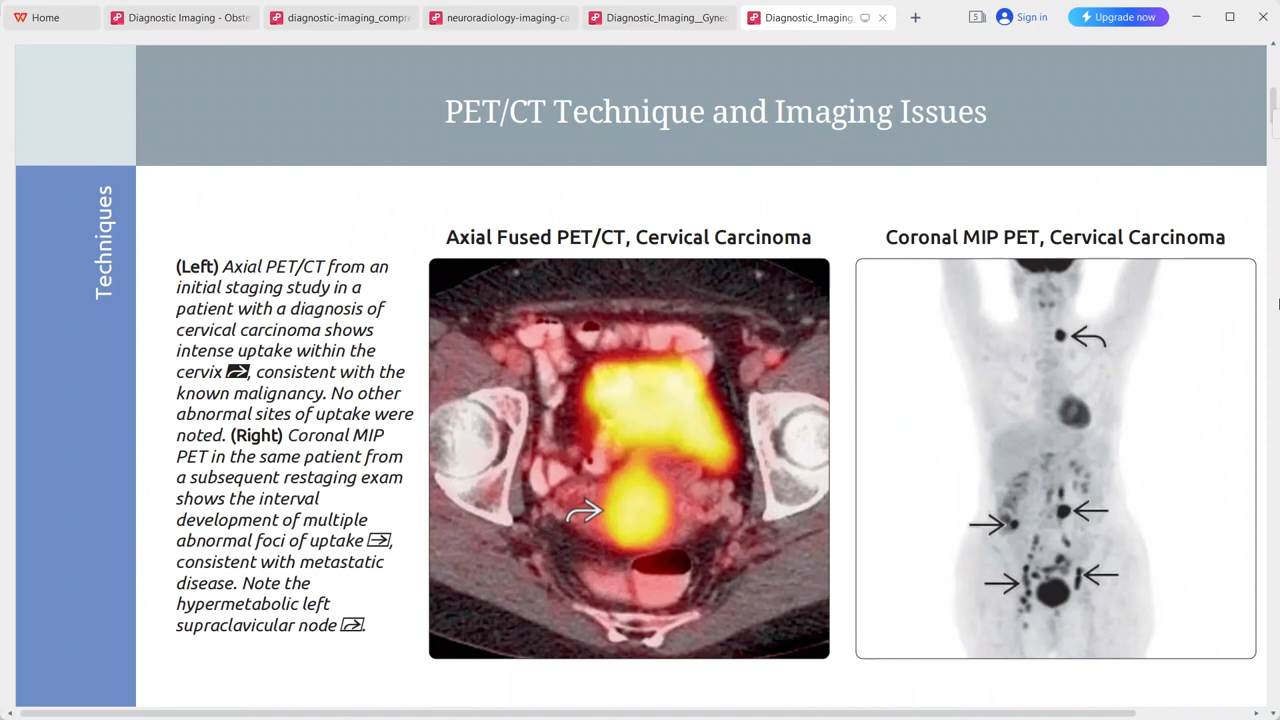 Home
Diagnostic Imaging - Obste
diagnostic-imaging_compre
neuroradiology-imaging-ca
Diagnostic_Imaging__Gynec
Diagnostic_Imaging_
5
Sign in
Upgrade now
PET/CT Technique and Imaging Issues
Techniques
Axial Fused PET/CT, Cervical Carcinoma
Coronal MIP PET, Cervical Carcinoma
(Left) Axial PET/CT from an
initial staging study in a
patient with a diagnosis of
cervical carcinoma shows
intense uptake within the
cervix , consistent with the
known malignancy. No other
abnormal sites of uptake were
noted. (Right) Coronal MIP
PET in the same patient from
a subsequent restaging exam
shows the interval
development of multiple
abnormal foci of uptake ,
consistent with metastatic
disease. Note the
hypermetabolic left
supraclavicular node .